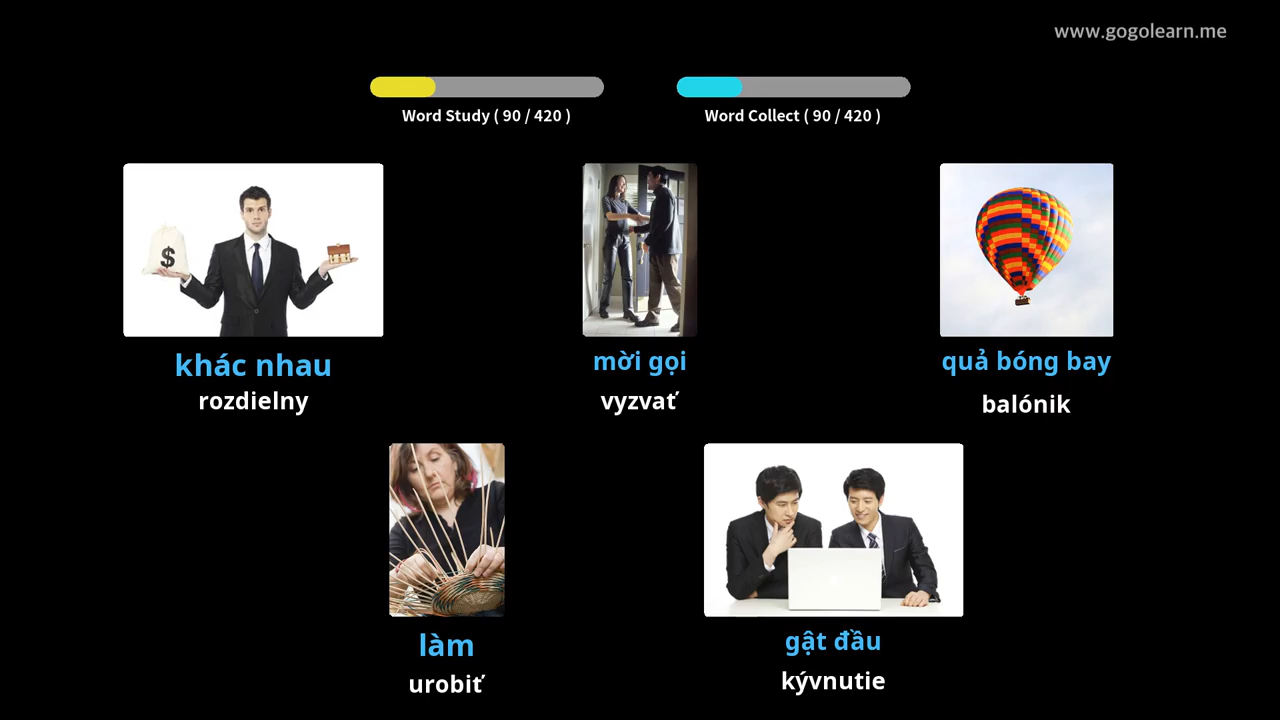 www.gogolearn.me
Word Study ( 90 / 420 )
Word Collect ( 90 / 420 )
$
khác nhau
rozdielny
mời gọi
vyzvať
quả bóng bay
balónik
làm
urobiť
gật đầu
kývnutie